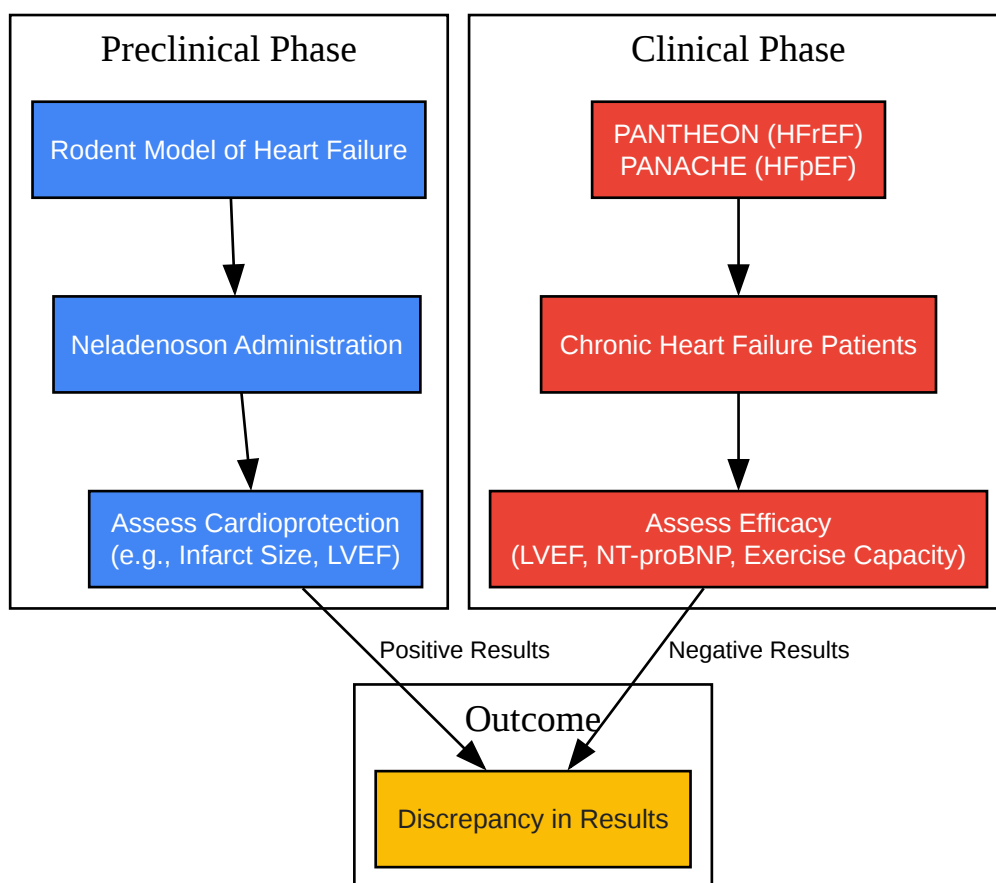 Preclinical Phase
Rodent Model of Heart Failure
Neladenoson Administration
Assess Cardioprotection
(e.g., Infarct Size, LVEF)
Clinical Phase
PANTHEON (HFrEF)
PANACHE (HFpEF)
Chronic Heart Failure Patients
Assess Efficacy
(LVEF, NT-proBNP, Exercise Capacity)
Positive Results
Negative Results
Outcome
Discrepancy in Results